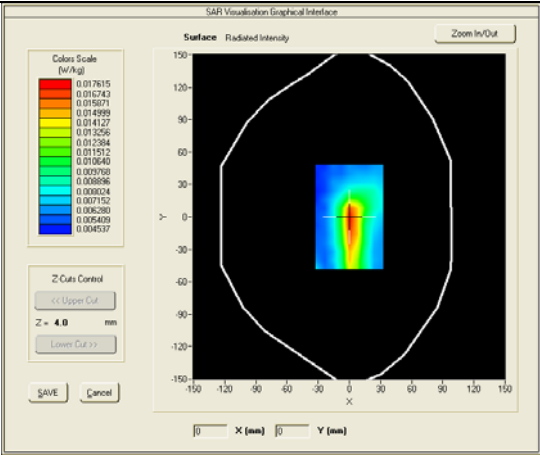 SAR Visualisation Graphical Interface
Surface Radiated Intensity
Zoom In/Out
Colors Scale
(W/kg)
0.017615
0.016743
0.015871
0.014999
0.014127
0.013256
0.012384
0.011512
0.010640
0.009768
0.008896
0.008024
0.007152
0.006280
0.005409
0.004537
Z-Cuts Control
<< Upper Cut
Z = 4.0 mm
Lower Cut >>
SAVE
Cancel
150
120
90
60
30
0
-30
-60
-90
-120
-150
Y
-150 -120 -90 -60 -30 0 30 60 90 120 150
X
0 X (mm) 0 Y (mm)